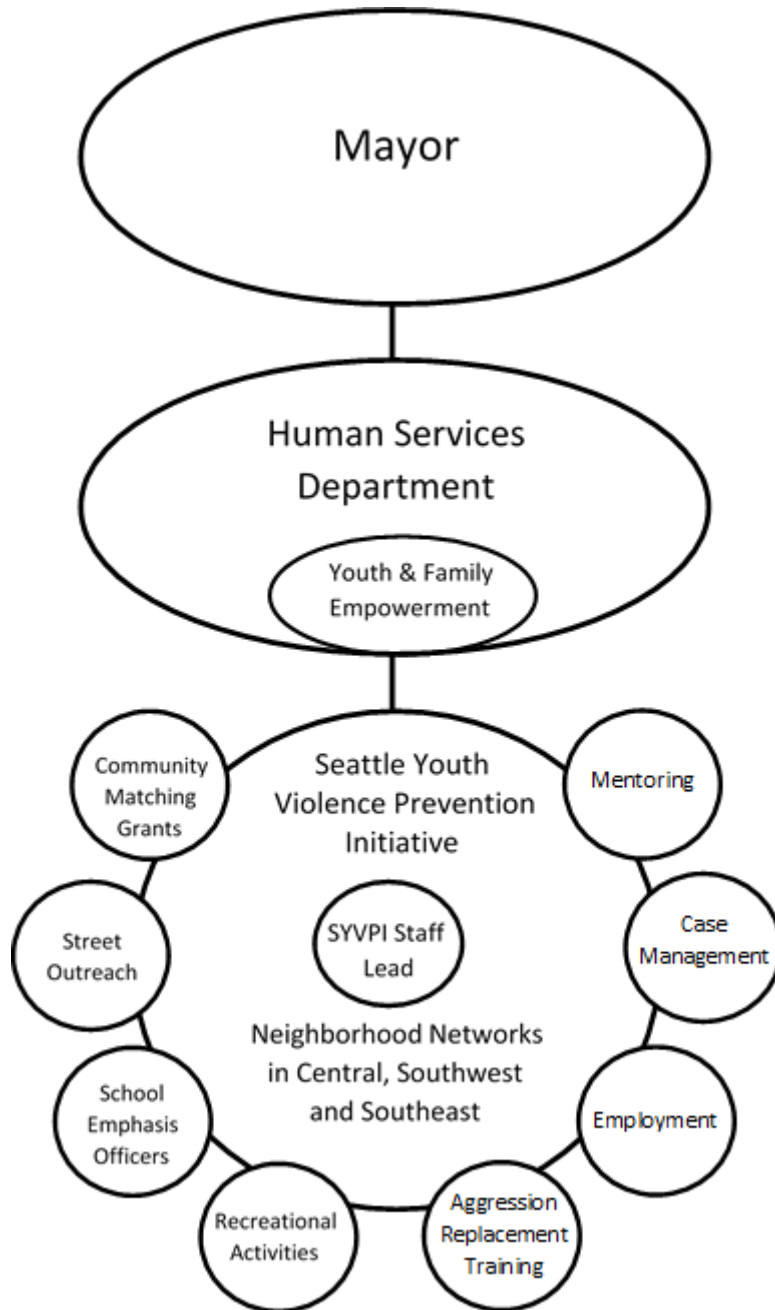 Mayor
Human Services
Department
Youth & Family
Empowerment
Seattle Youth
Violence Prevention
Initiative
SYVPI Staff
Lead
Neighborhood Networks
in Central, Southwest
and Southeast
Community
Matching
Grants
Street
Outreach
School
Emphasis
Officers
Recreational
Activities
Aggression
Replacement
Training
Employment
Case
Management
Mentoring